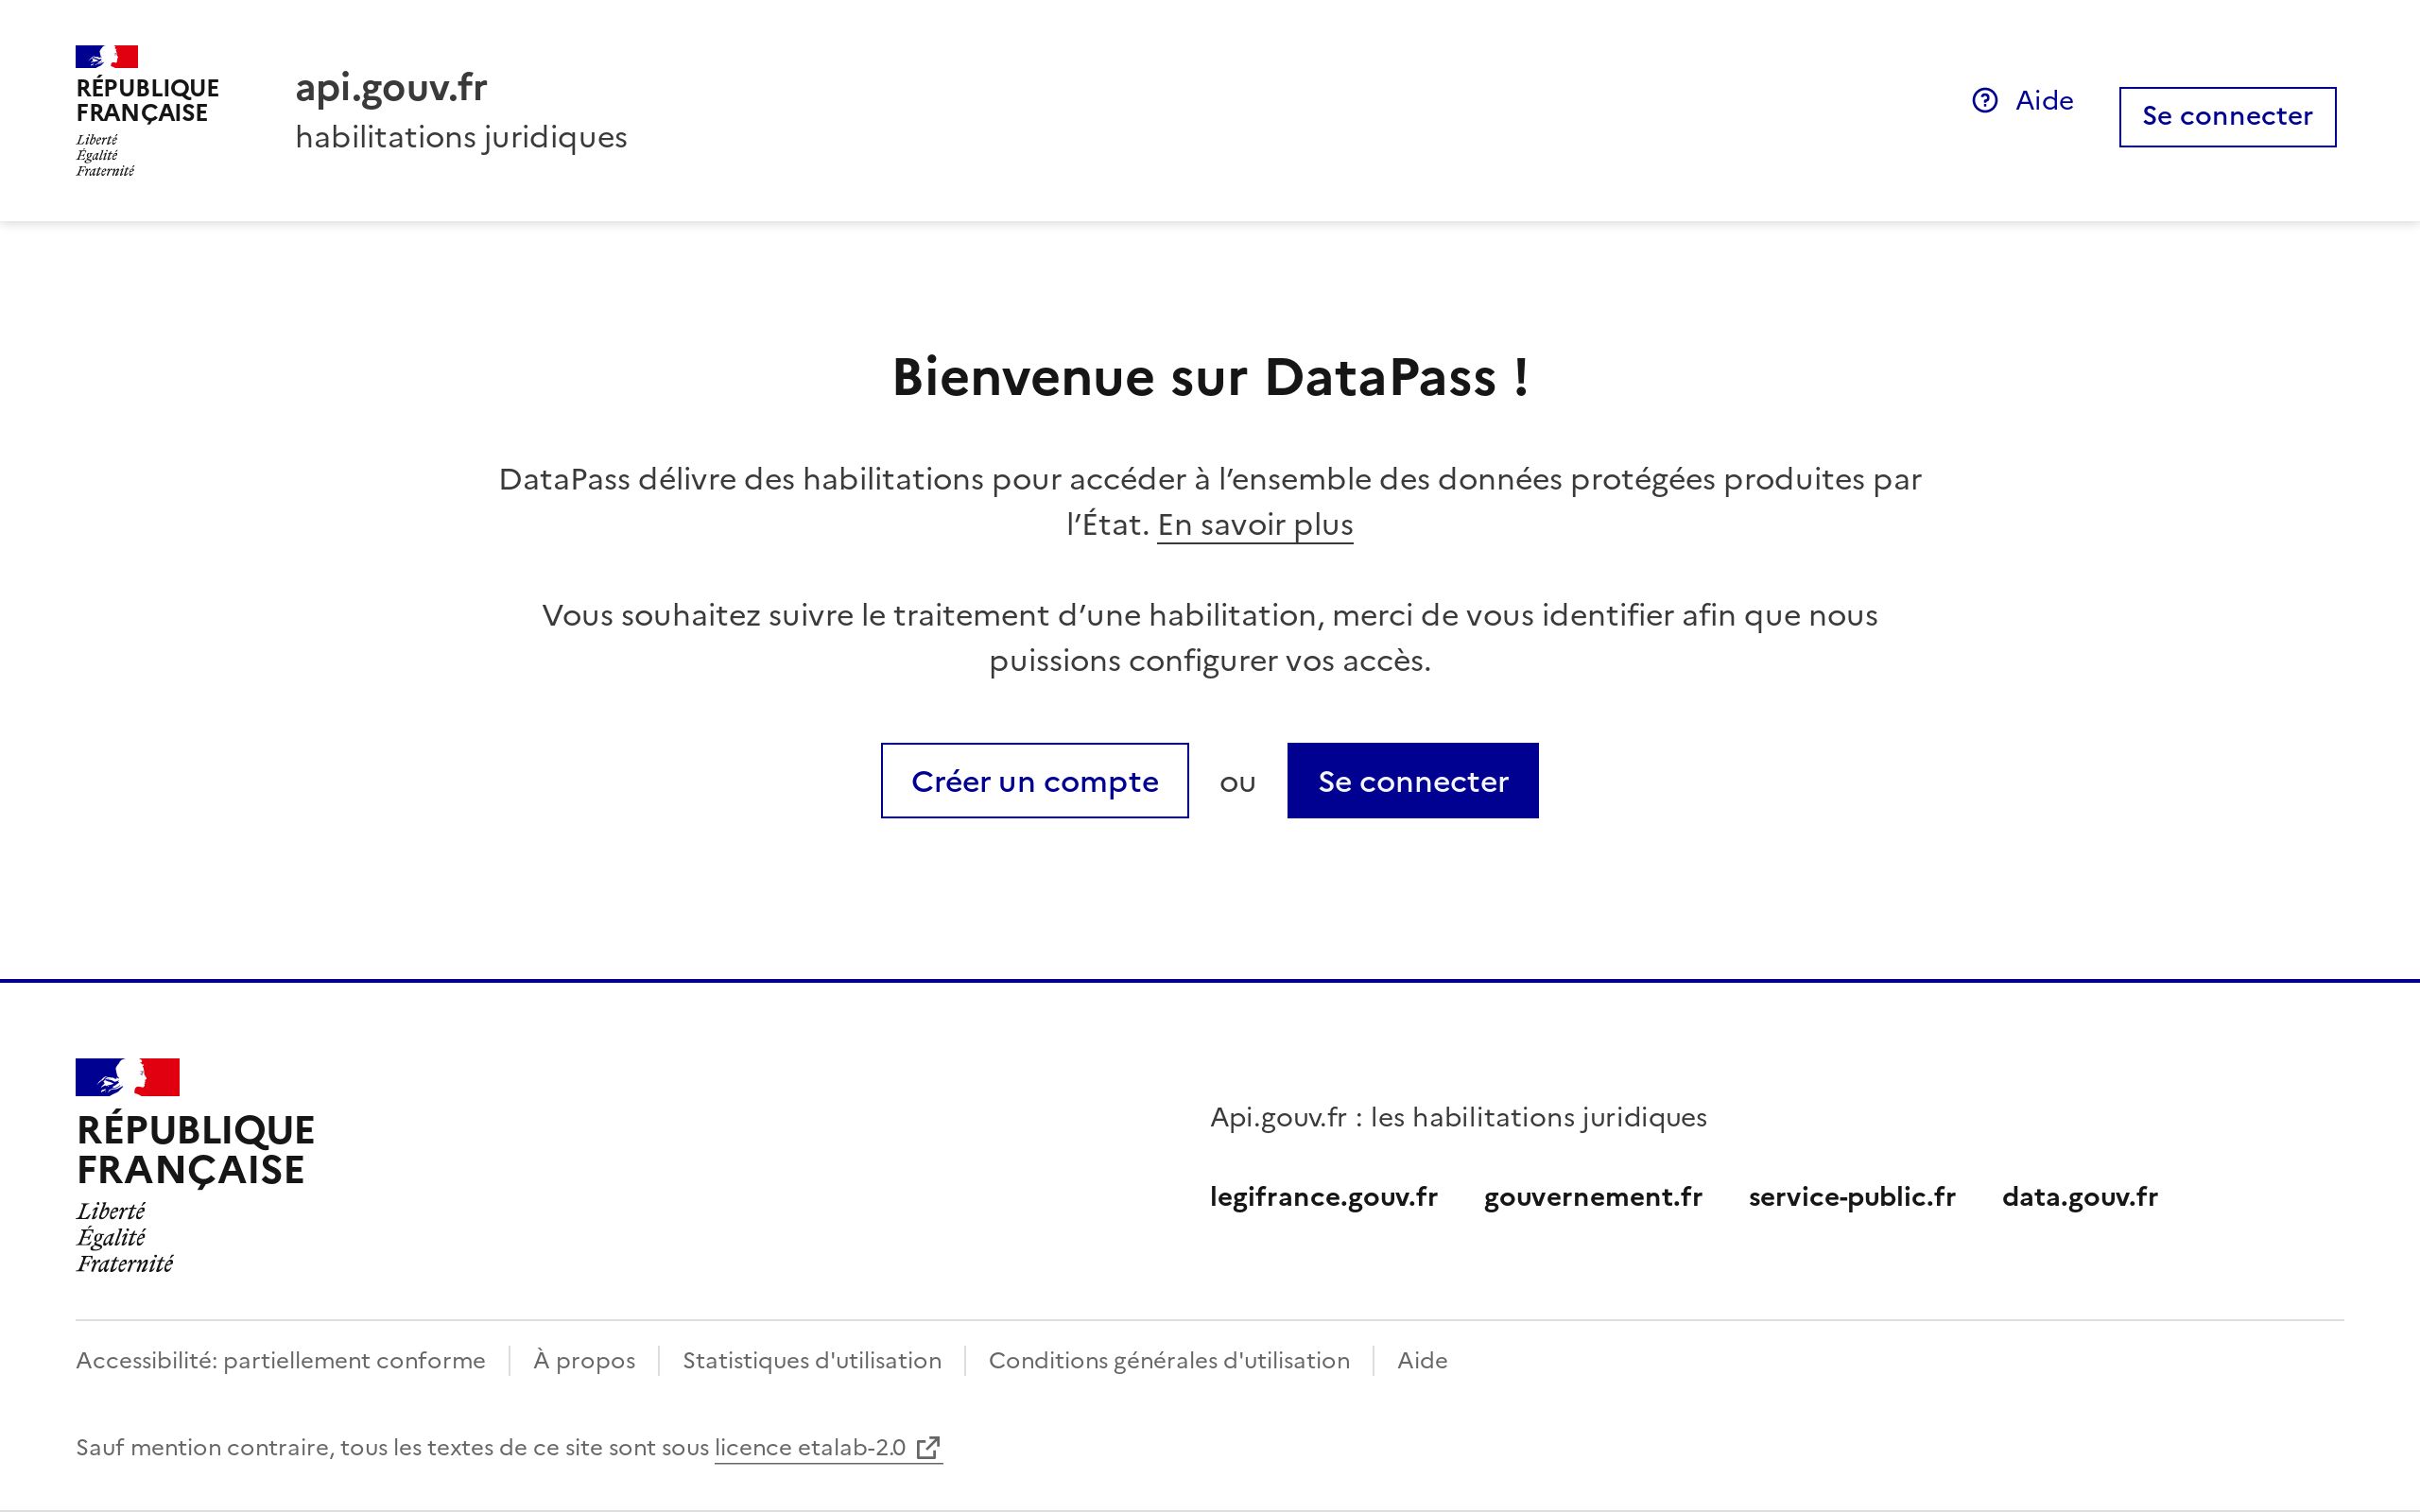 RÉPUBLIQUE
FRANÇAISE
Liberté
Égalité
Fraternité
api.gouv.fr
habilitations juridiques
Aide
Se connecter
Bienvenue sur DataPass !
DataPass délivre des habilitations pour accéder à l’ensemble des données protégées produites par
l’État. En savoir plus
Vous souhaitez suivre le traitement d’une habilitation, merci de vous identifier afin que nous
puissions configurer vos accès.
Créer un compte ou Se connecter
RÉPUBLIQUE
FRANÇAISE
Liberté
Égalité
Fraternité
Api.gouv.fr : les habilitations juridiques
legifrance.gouv.fr gouvernement.fr service-public.fr data.gouv.fr
Accessibilité: partiellement conforme À propos Statistiques d'utilisation Conditions générales d'utilisation Aide
Sauf mention contraire, tous les textes de ce site sont sous licence etalab-2.0